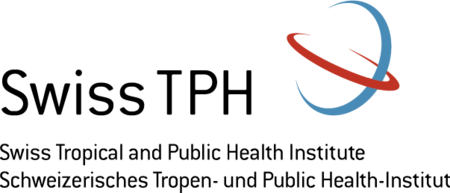 Swiss TPH
Swiss Tropical and Public Health Institute
Schweizerisches Tropen- und Public Health-Institut